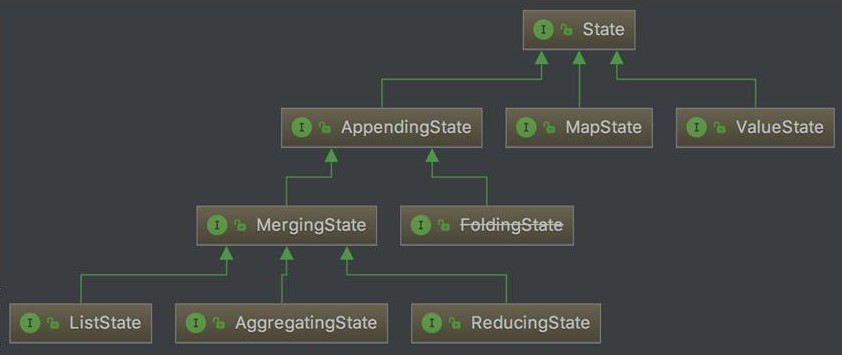 I State
I AppendingState I MapState I ValueState
I MergingState I FoldingState
I ListState I AggregatingState I ReducingState